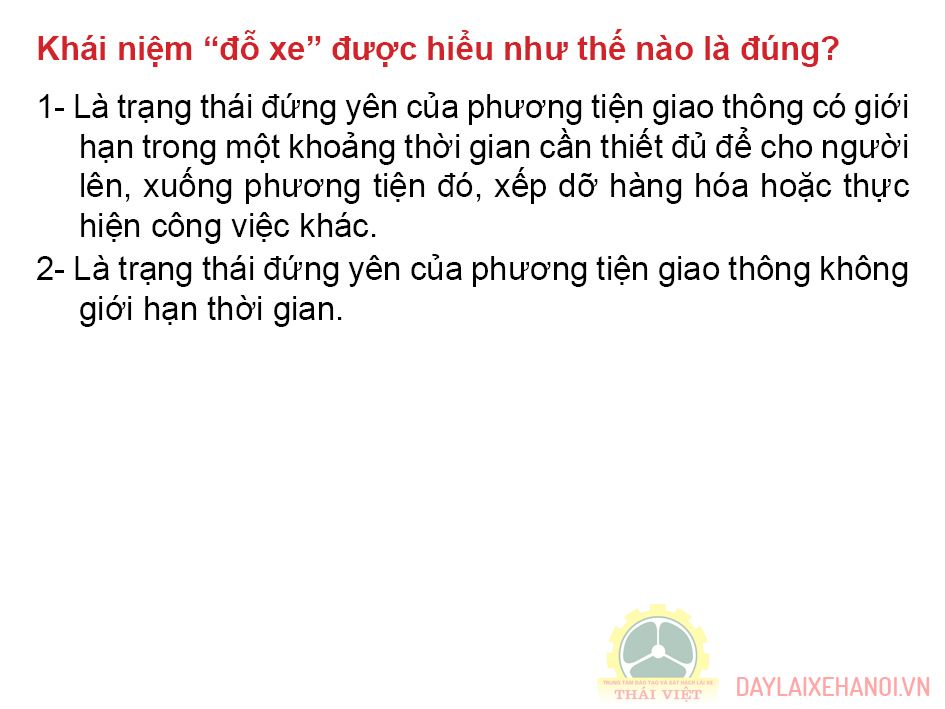 Khái niệm “đỗ xe” được hiểu như thế nào là đúng?
1- Là trạng thái đứng yên của phương tiện giao thông có giới
hạn trong một khoảng thời gian cần thiết đủ để cho người
lên, xuống phương tiện đó, xếp dỡ hàng hóa hoặc thực
hiện công việc khác.
2- Là trạng thái đứng yên của phương tiện giao thông không
giới hạn thời gian.
TRUNG TÂM ĐÀO TẠO VÀ SÁT HẠCH LÁI XE
THÁI VIỆT
DAYLAIXEHANOI.VN